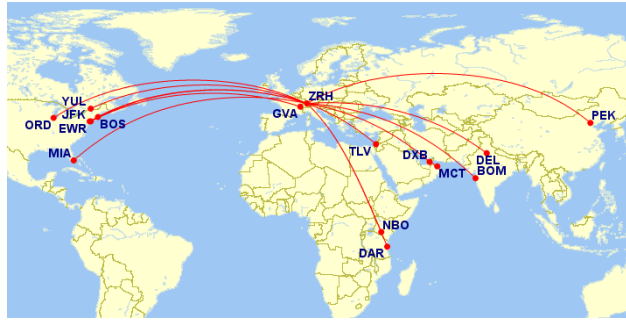 ZRH
YUL
GVA
JFK
PEK
ORD
EWR
BOS
TLV
MIA
DXB
DEL
MCT
BOM
NBO
DAR